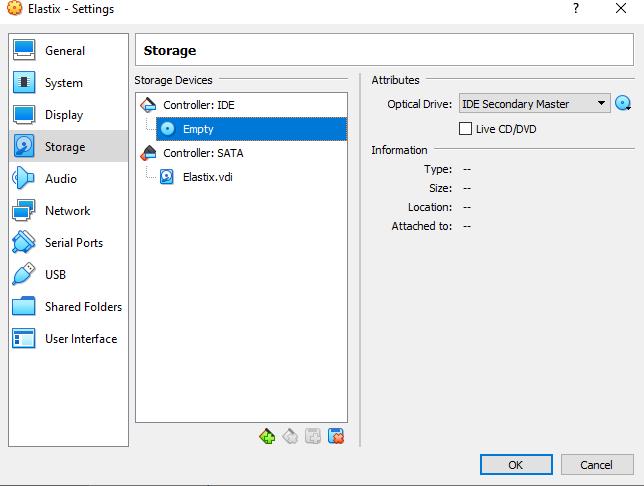 Elastix - Settings
?
General
System
Display
Storage
Audio
Network
Serial Ports
USB
Shared Folders
User Interface
Storage
Storage Devices
Controller: IDE
Empty
Controller: SATA
Elastix.vdi
Attributes
Optical Drive: IDE Secondary Master
Live CD/DVD
Information
Type: --
Size: --
Location: --
Attached to: --
OK
Cancel